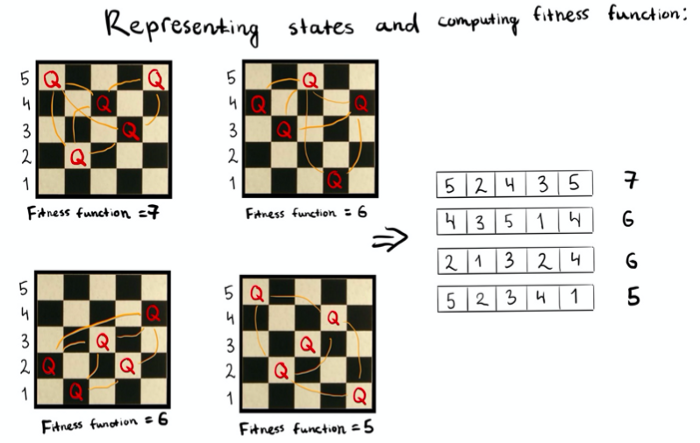 Representing states and computing fitness function:
5 Q Q
4 Q
3 Q
2 Q
1
Fitness function = 7
5 Q
4 Q Q
3 Q
2
1 Q
Fitness function = 6
5
4 Q
3 Q
2 Q Q
1 Q
Fitness function = 6
5 Q
4 Q
3 Q
2 Q
1 Q
Fitness function = 5
⇒
5 2 4 3 5 7
4 3 5 1 4 6
2 1 3 2 4 6
5 2 3 4 1 5